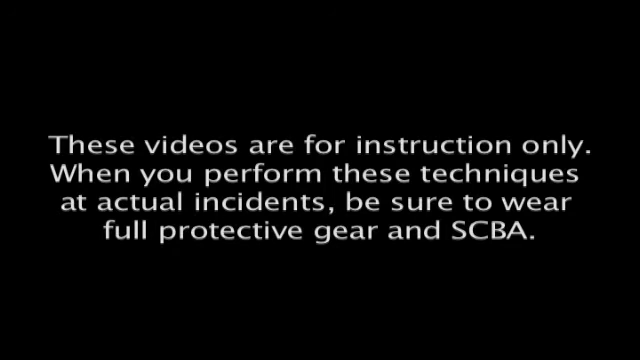 These videos are for instruction only.
When you perform these techniques
at actual incidents, be sure to wear
full protective gear and SCBA.